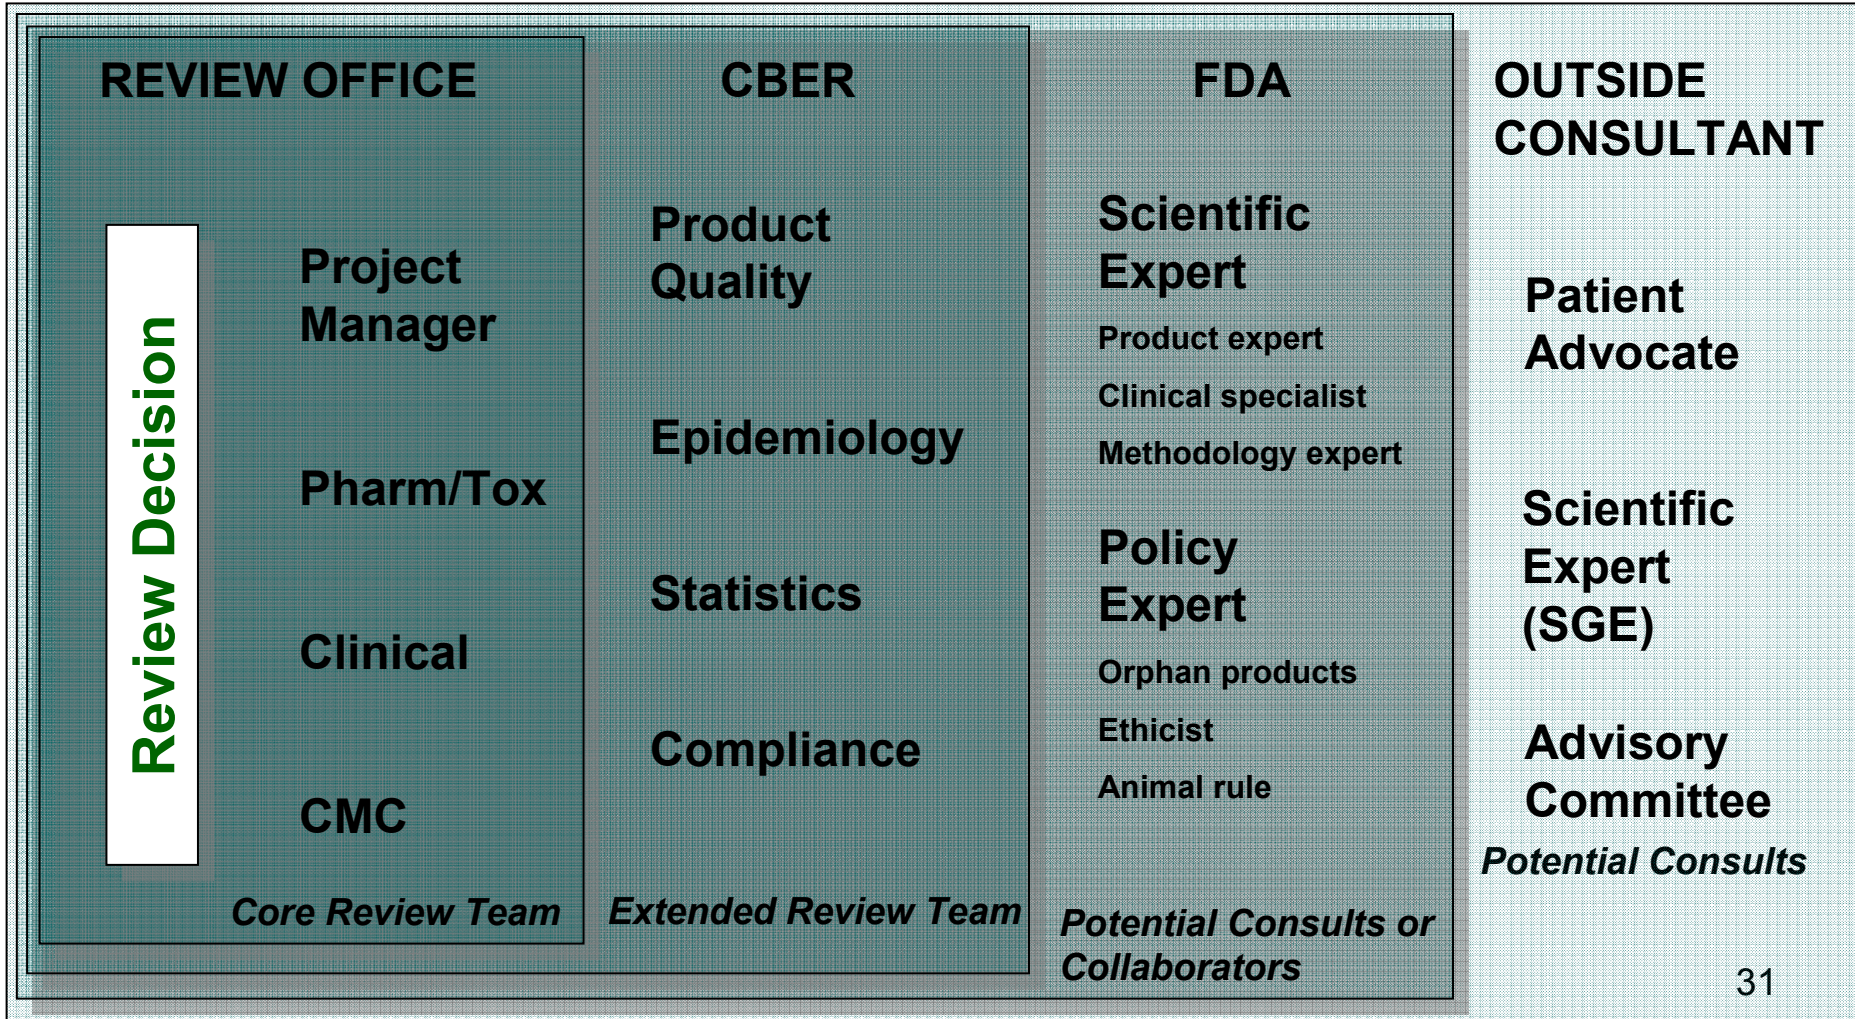 REVIEW OFFICE
Review Decision
Project
Manager
Pharm/Tox
Clinical
CMC
Core Review Team
CBER
Product
Quality
Epidemiology
Statistics
Compliance
Extended Review Team
FDA
Scientific
Expert
Product expert
Clinical specialist
Methodology expert
Policy
Expert
Orphan products
Ethicist
Animal rule
Potential Consults or
Collaborators
OUTSIDE
CONSULTANT
Patient
Advocate
Scientific
Expert
(SGE)
Advisory
Committee
Potential Consults
31